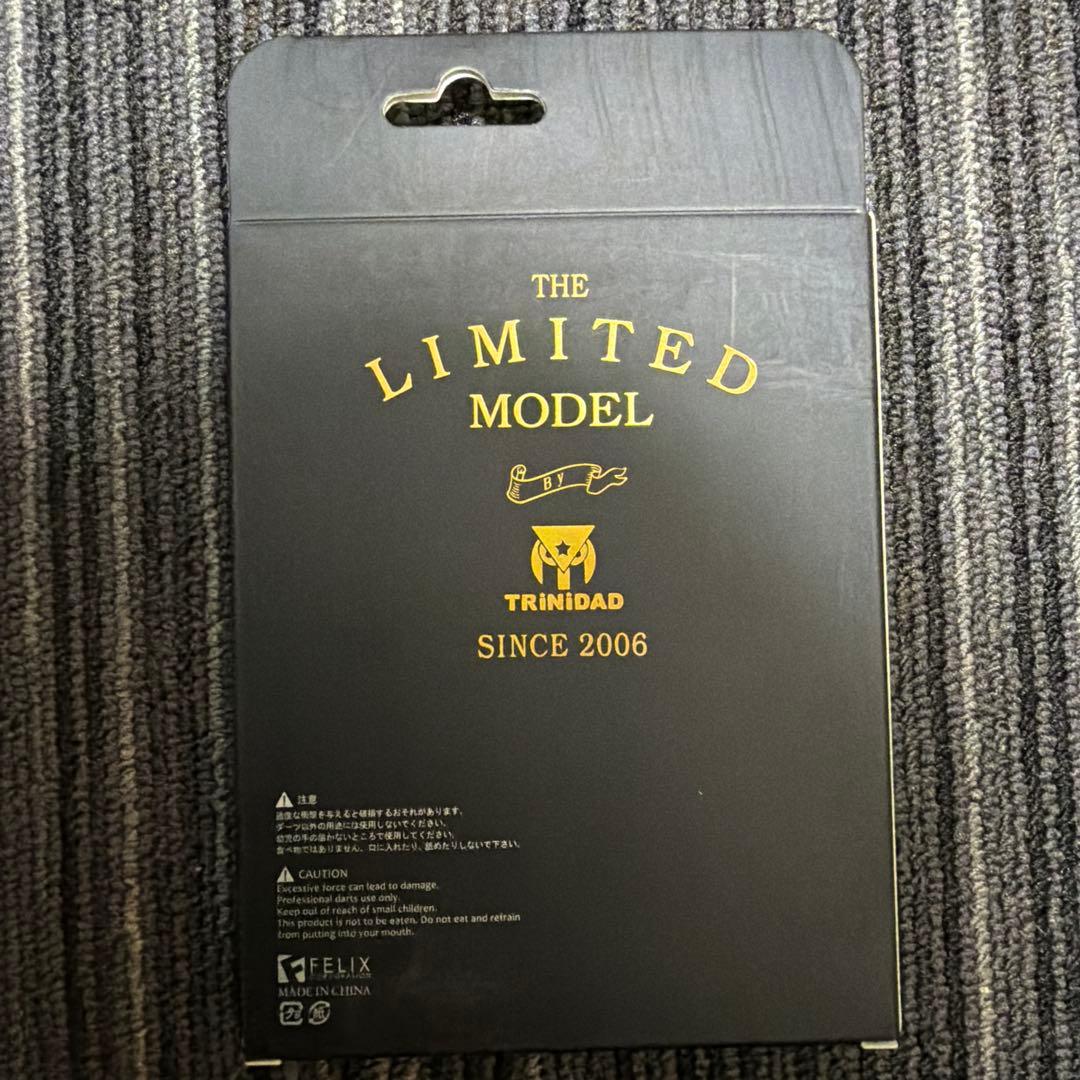 THE
LIMITED
MODEL
By
TRiNiDAD
SINCE 2006
注意
過度な衝撃を与えると破損するおそれがあります。
ダーツ以外の用途には使用しないでください。
幼児の手の届かないところで使用してください。
食べ物ではありません。口に入れたり、舐めたりしないで下さい。
CAUTION
Excessive force can lead to damage.
Professional darts use only.
Keep out of reach of small children.
This product is not to be eaten. Do not eat and refrain
from putting into your mouth.
FELIX
CORPORATION
MADE IN CHINA
プラ
紙